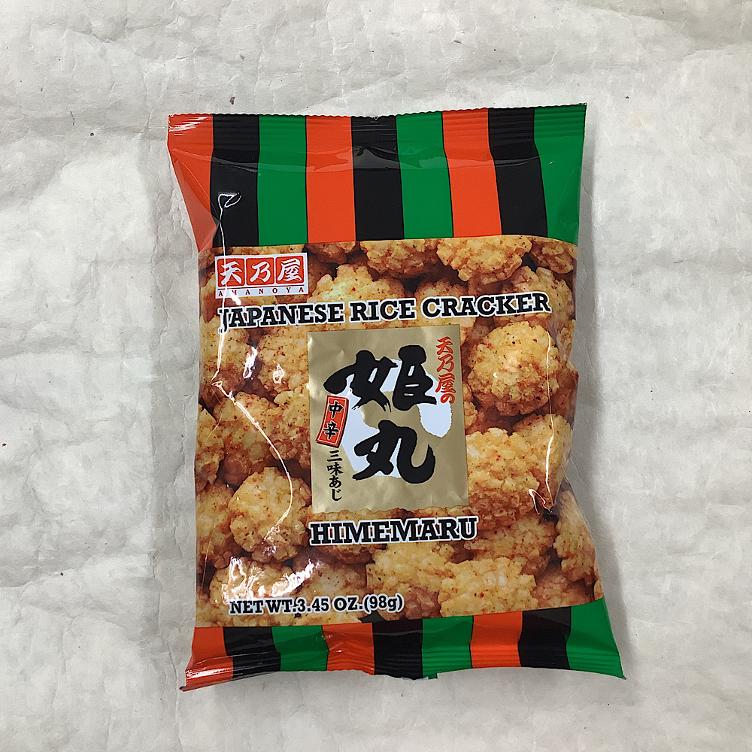 天乃屋
AMANOYA
JAPANESE RICE CRACKER
天乃屋の
姫丸
中辛
三味あじ
HIMEMARU
NET WT.3.45 OZ.(98g)